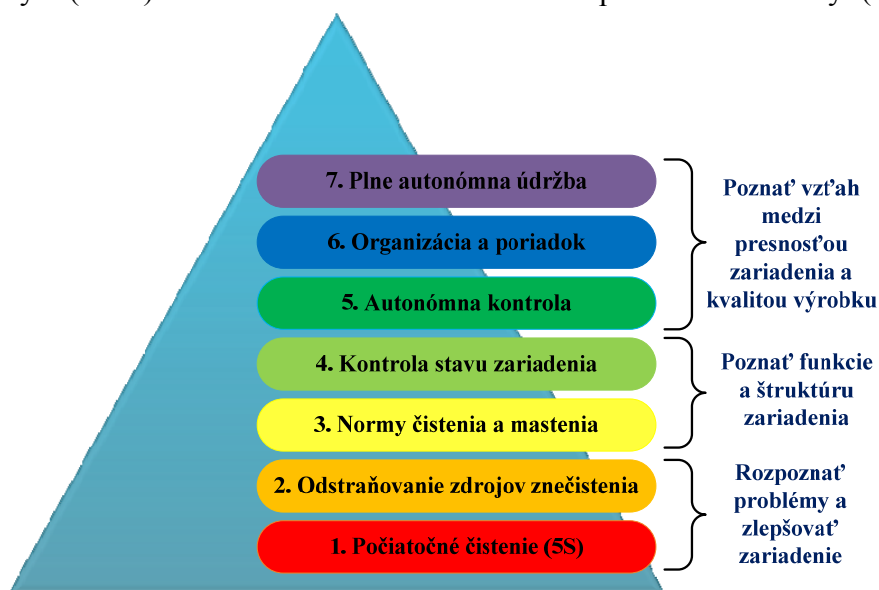 7. Plne autonómna údržba
6. Organizácia a poriadok
5. Autonómna kontrola
Poznať vzťah
medzi
presnosťou
zariadenia a
kvalitou výrobku
4. Kontrola stavu zariadenia
3. Normy čistenia a mastenia
Poznať funkcie
a štruktúru
zariadenia
2. Odstraňovanie zdrojov znečistenia
1. Počiatočné čistenie (5S)
Rozpoznať
problémy a
zlepšovať
zariadenie